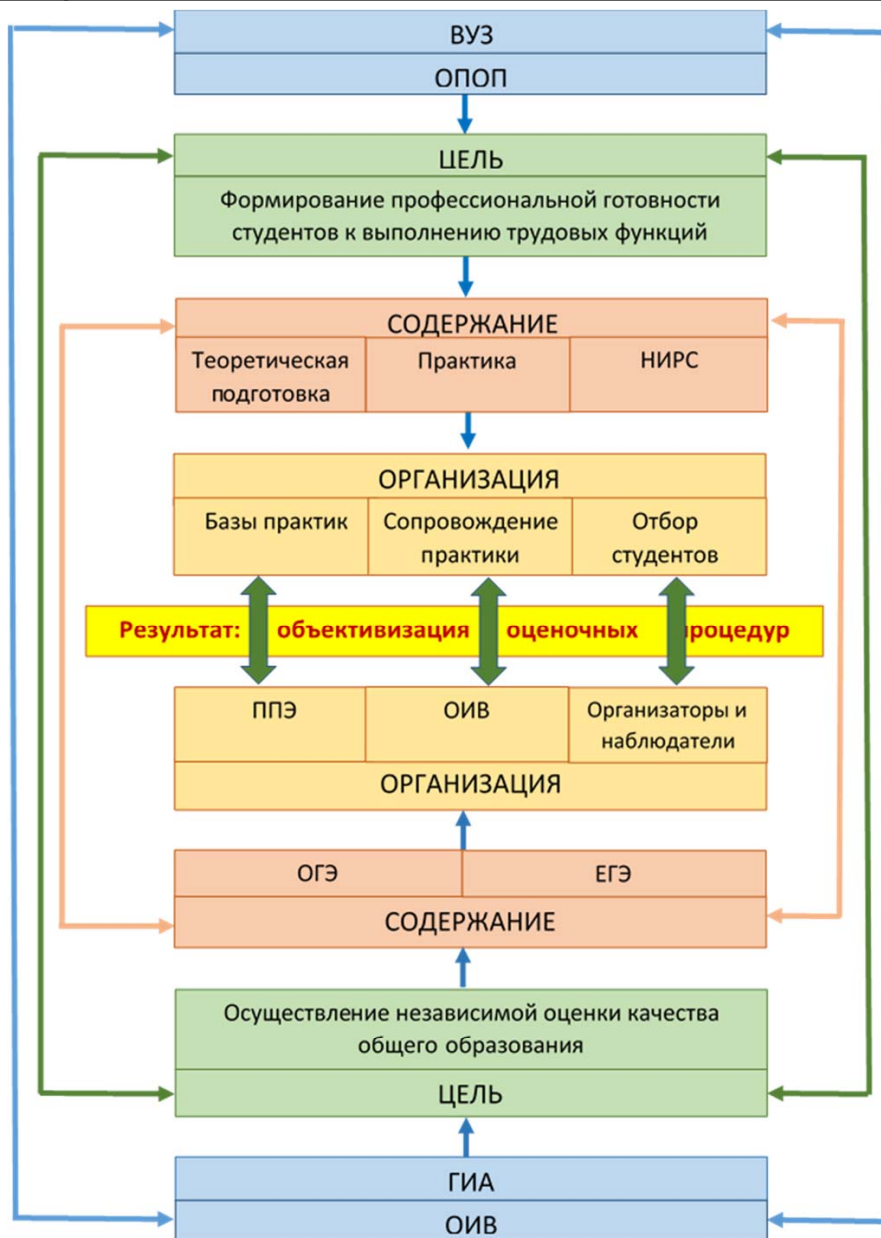 ВУЗ
ОПОП
ЦЕЛЬ
Формирование профессиональной готовности
студентов к выполнению трудовых функций
СОДЕРЖАНИЕ
Теоретическая
подготовка
Практика
НИРС
ОРГАНИЗАЦИЯ
Базы практик
Сопровождение
практики
Отбор
студентов
Результат: объективизация оценочных процедур
ППЭ
ОИВ
Организаторы и
наблюдатели
ОРГАНИЗАЦИЯ
ОГЭ
ЕГЭ
СОДЕРЖАНИЕ
Осуществление независимой оценки качества
общего образования
ЦЕЛЬ
ГИА
ОИВ